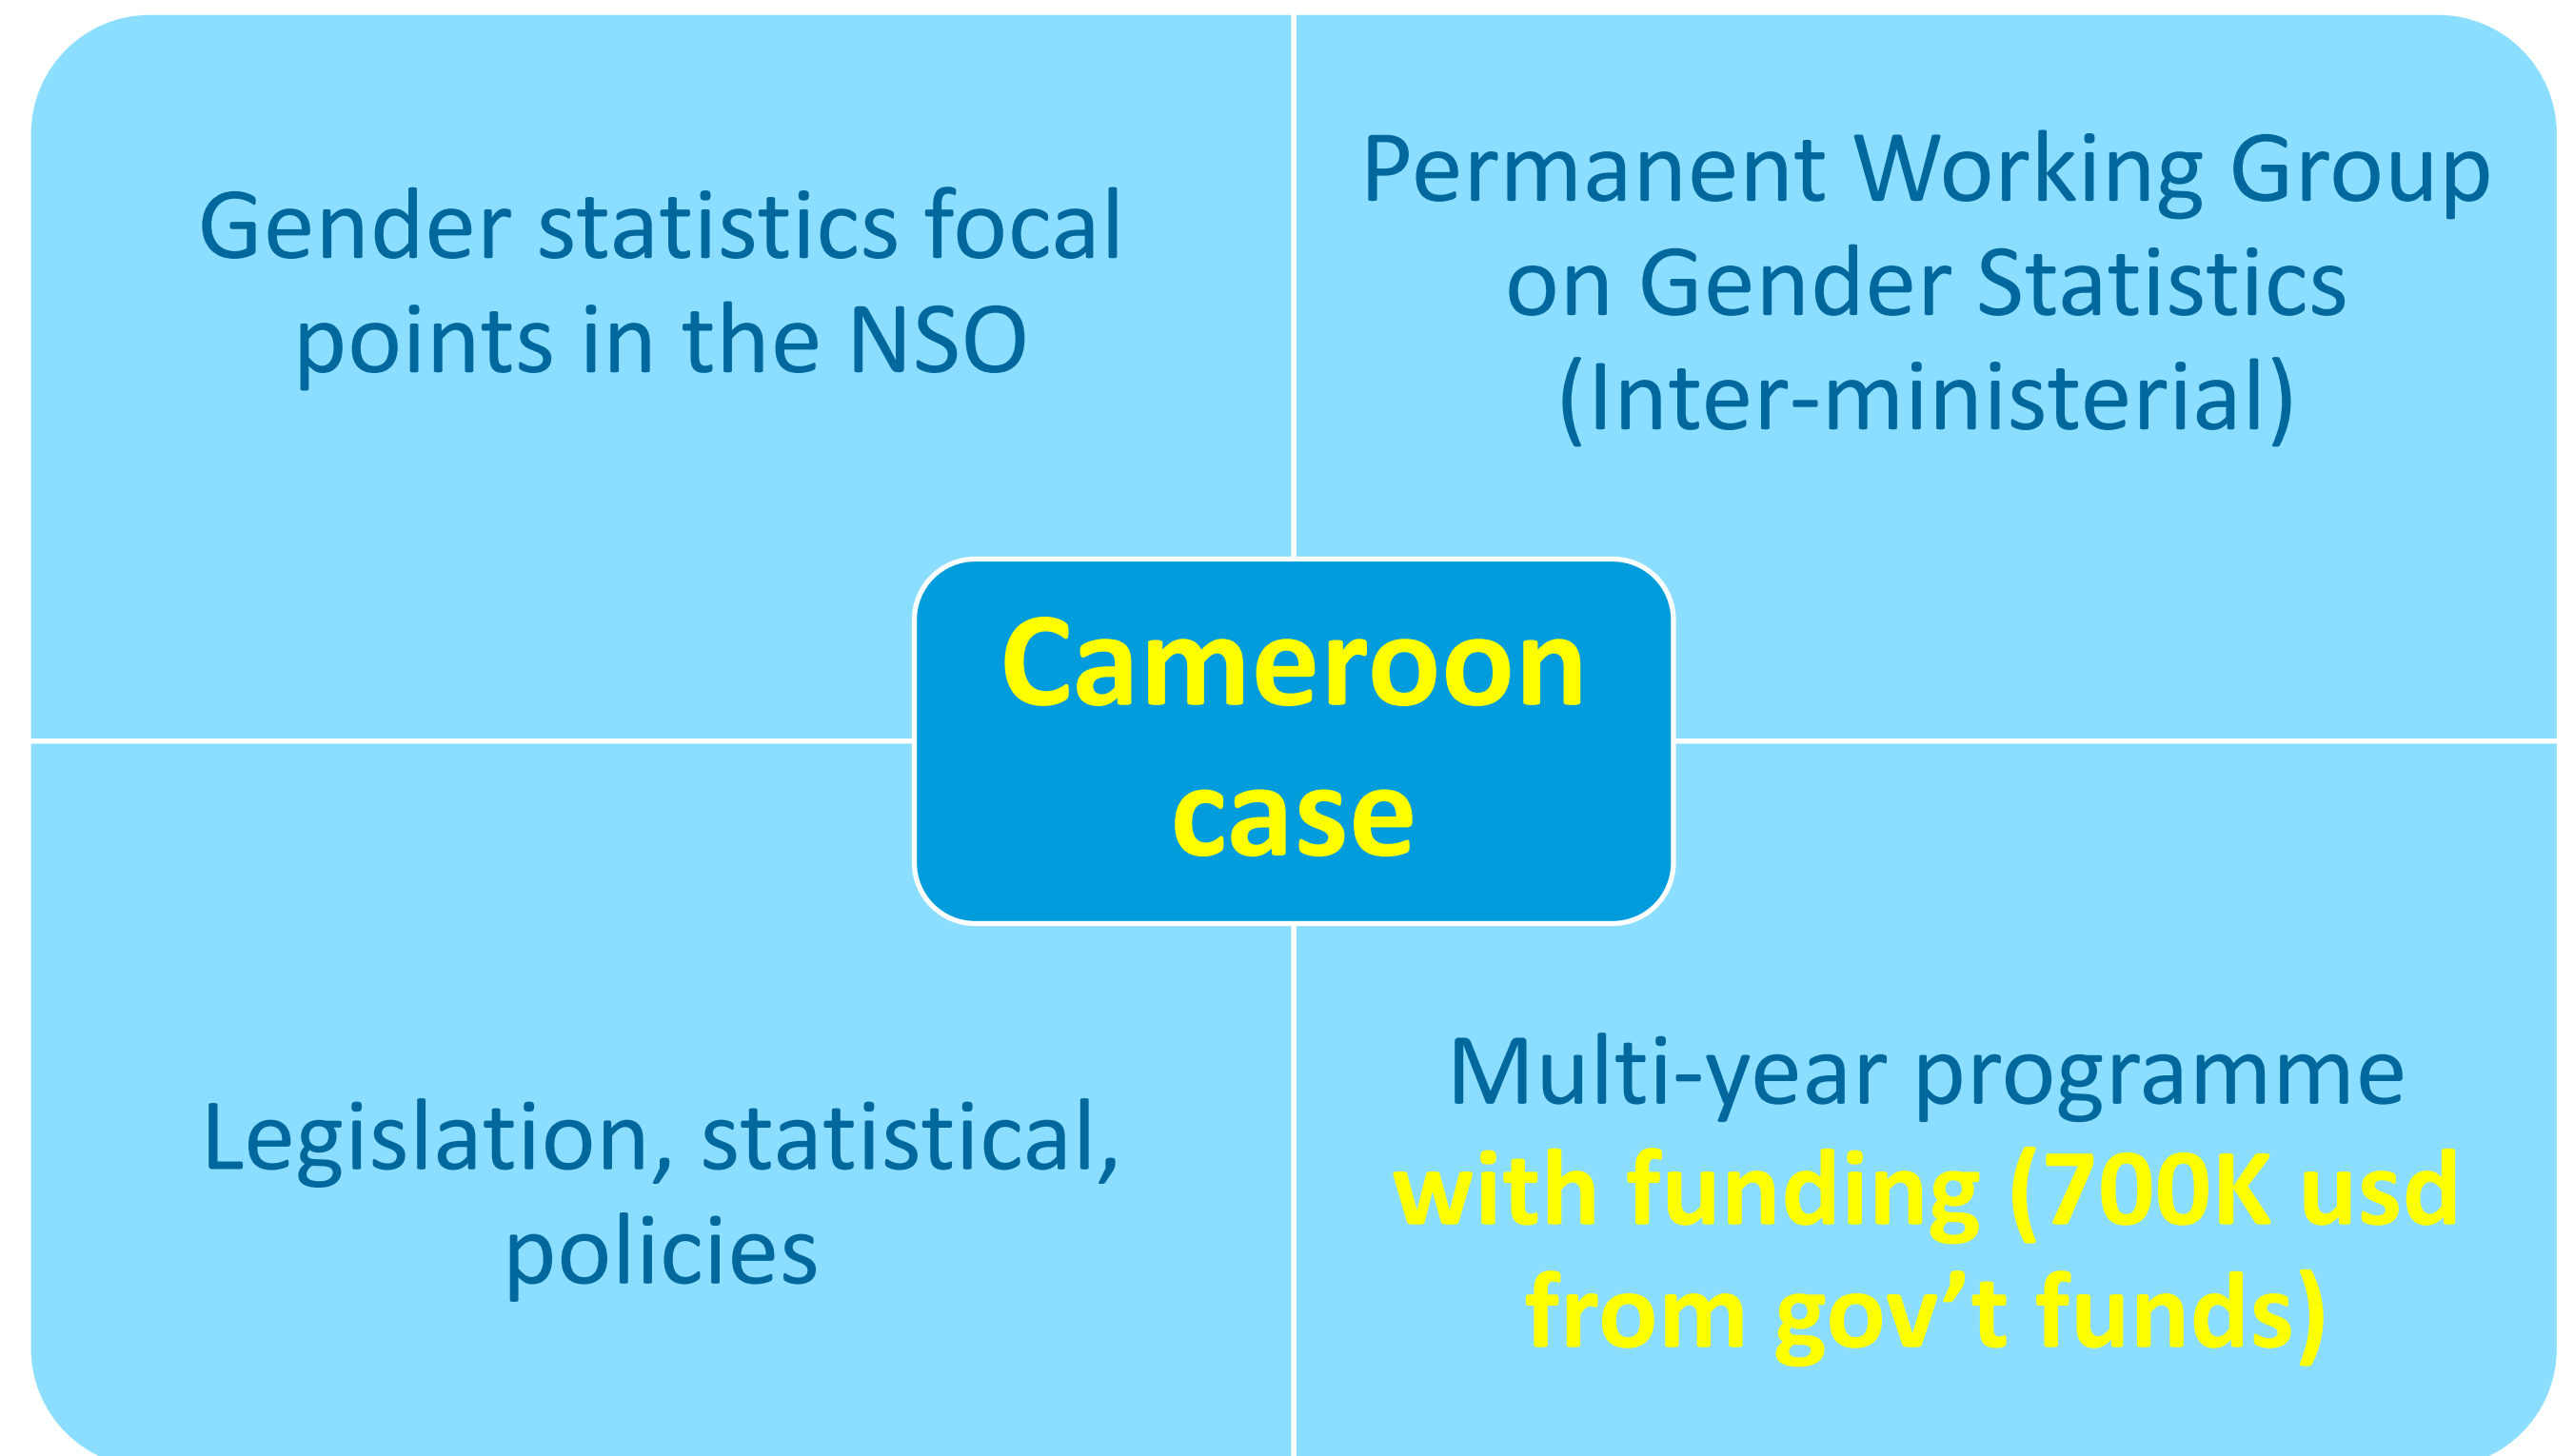 Gender statistics focal
points in the NSO
Permanent Working Group
on Gender Statistics
(Inter-ministerial)
Cameroon
case
Legislation, statistical,
policies
Multi-year programme
with funding (700K usd
from gov’t funds)